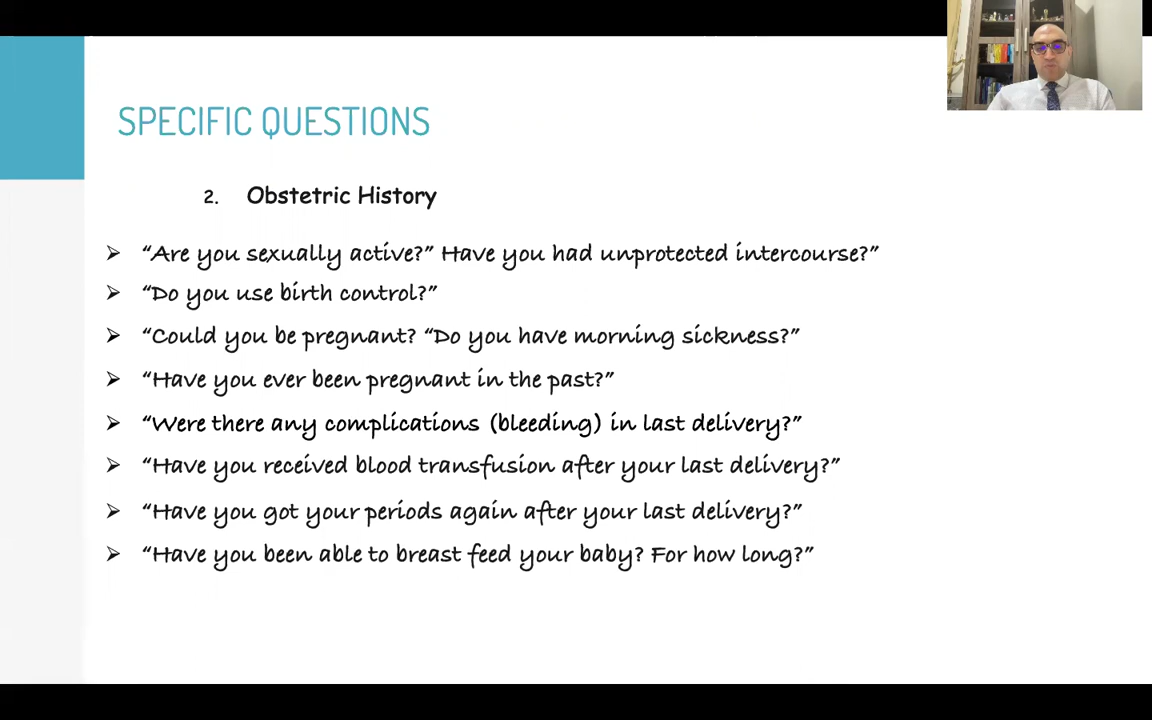 SPECIFIC QUESTIONS
2. Obstetric History
➢ “Are you sexually active?” Have you had unprotected intercourse?”
➢ “Do you use birth control?”
➢ “Could you be pregnant? “Do you have morning sickness?”
➢ “Have you ever been pregnant in the past?”
➢ “Were there any complications (bleeding) in last delivery?”
➢ “Have you received blood transfusion after your last delivery?”
➢ “Have you got your periods again after your last delivery?”
➢ “Have you been able to breast feed your baby? For how long?”